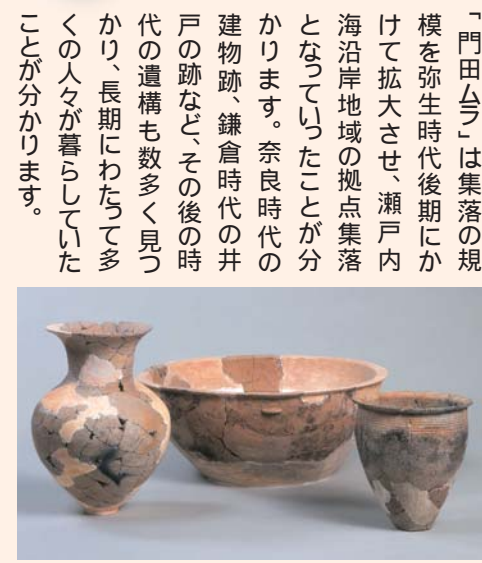 「門田ムラ」は集落の規
模を弥生時代後期にか
けて拡大させ、瀬戸内
海沿岸地域の拠点集落
となっていったことが分
かります。奈良時代の
建物跡、鎌倉時代の井
戸の跡など、その後の時
代の遺構も数多く見つ
かり、長期にわたって多
くの人々が暮らしていた
ことが分かります。